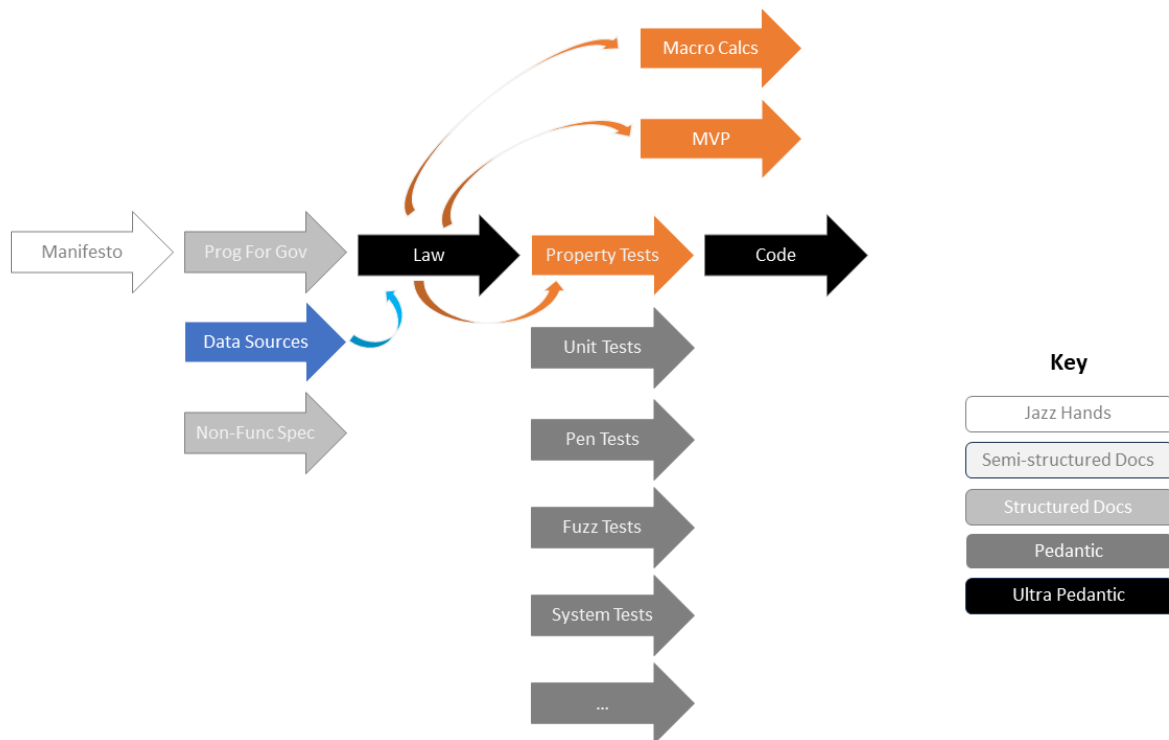 Macro Calcs
MVP
Manifesto
Prog For Gov
Law
Property Tests
Code
Data Sources
Unit Tests
Non-Func Spec
Pen Tests
Fuzz Tests
System Tests
...
Key
Jazz Hands
Semi-structured Docs
Structured Docs
Pedantic
Ultra Pedantic